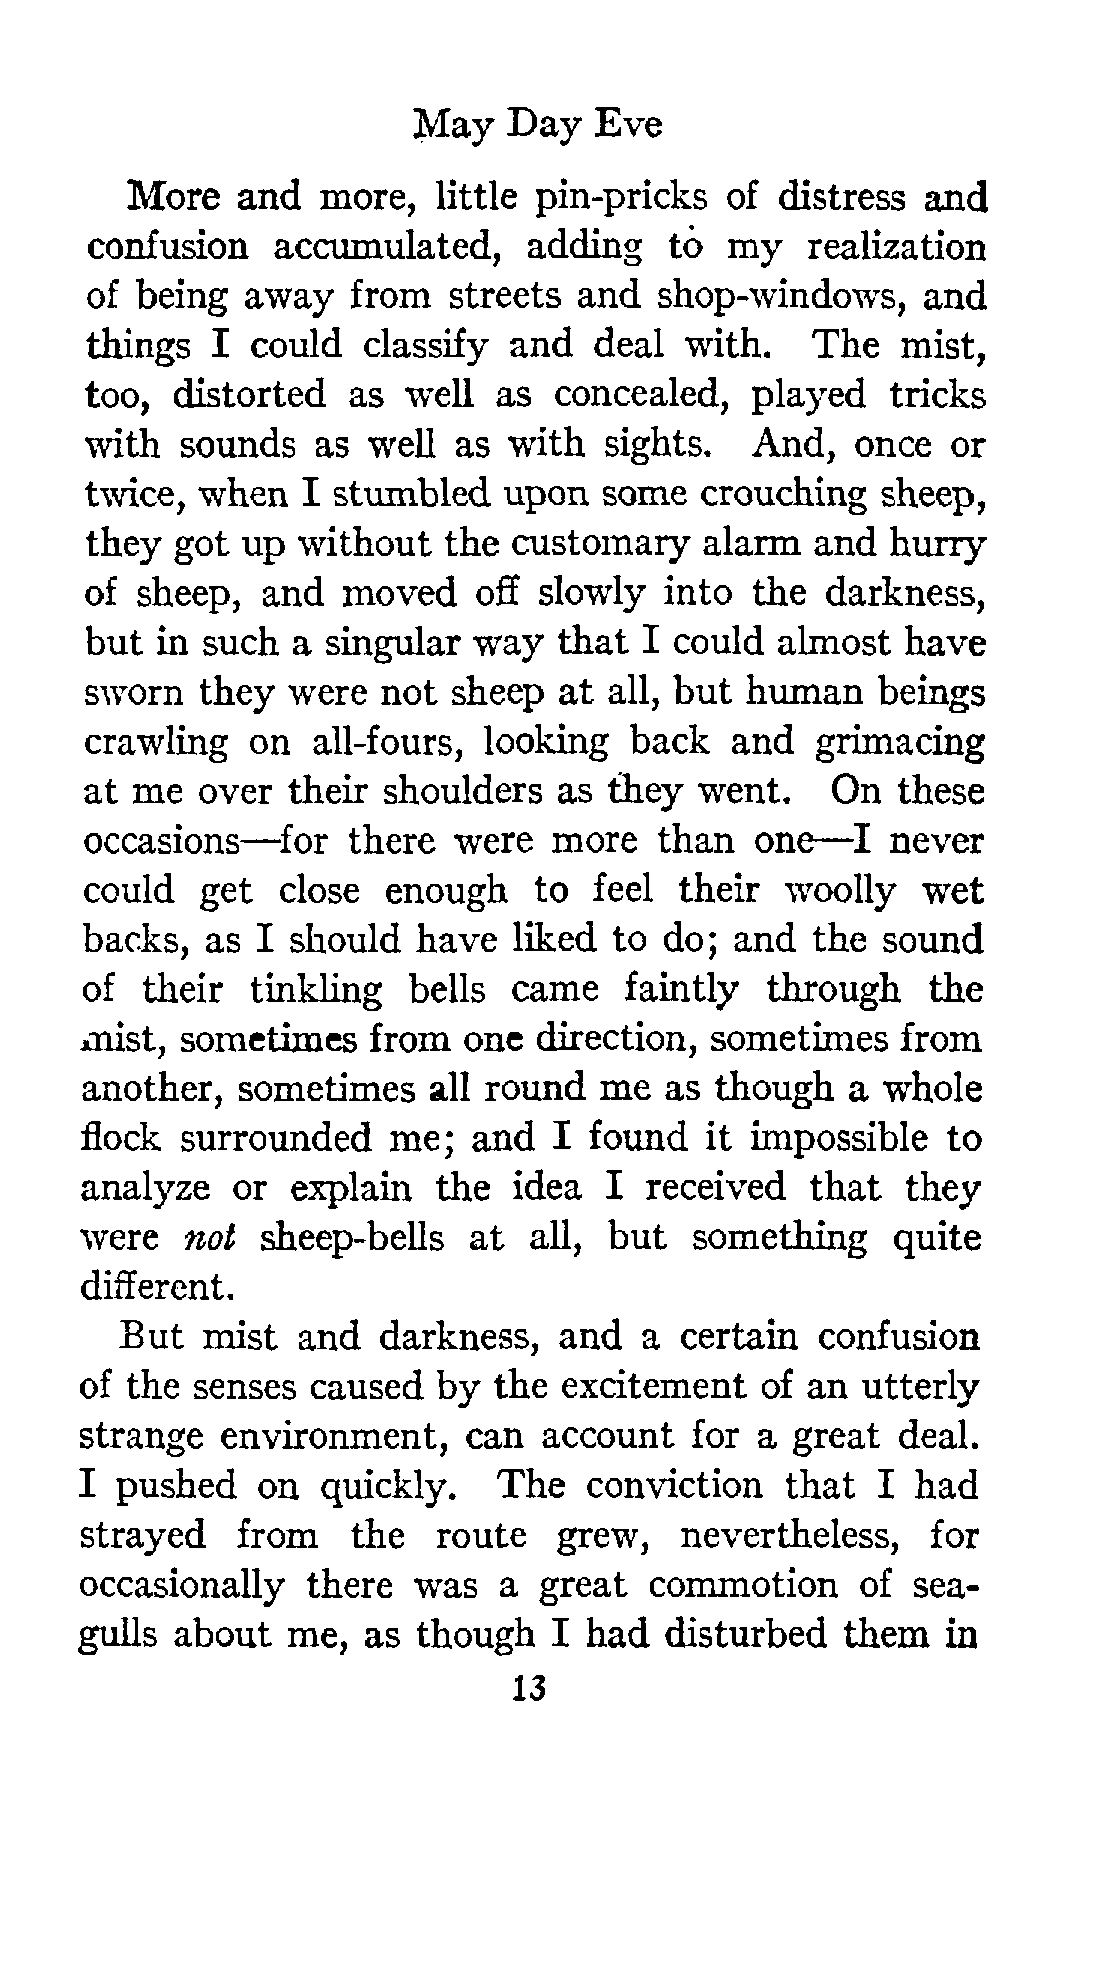 May Day Eve
More and more, little pin-pricks of distress and
confusion accumulated, adding to my realization
of being away from streets and shop-windows, and
things I could classify and deal with. The mist,
too, distorted as well as concealed, played tricks
with sounds as well as with sights. And, once or
twice, when I stumbled upon some crouching sheep,
they got up without the customary alarm and hurry
of sheep, and moved off slowly into the darkness,
but in such a singular way that I could almost have
sworn they were not sheep at all, but human beings
crawling on all-fours, looking back and grimacing
at me over their shoulders as they went. On these
occasions—for there were more than one—I never
could get close enough to feel their woolly wet
backs, as I should have liked to do; and the sound
of their tinkling bells came faintly through the
mist, sometimes from one direction, sometimes from
another, sometimes all round me as though a whole
flock surrounded me; and I found it impossible to
analyze or explain the idea I received that they
were not sheep-bells at all, but something quite
different.
But mist and darkness, and a certain confusion
of the senses caused by the excitement of an utterly
strange environment, can account for a great deal.
I pushed on quickly. The conviction that I had
strayed from the route grew, nevertheless, for
occasionally there was a great commotion of sea-
gulls about me, as though I had disturbed them in
13